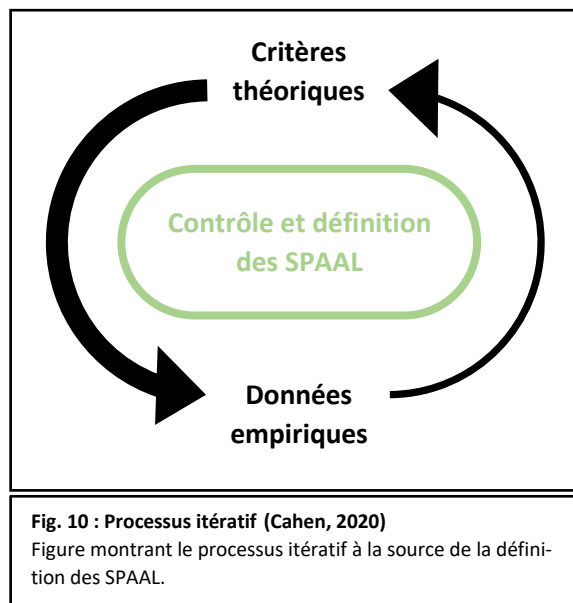 Critères
théoriques
Contrôle et définition
des SPAAL
Données
empiriques
Fig. 10 : Processus itératif (Cahen, 2020)
Figure montrant le processus itératif à la source de la défini-
tion des SPAAL.